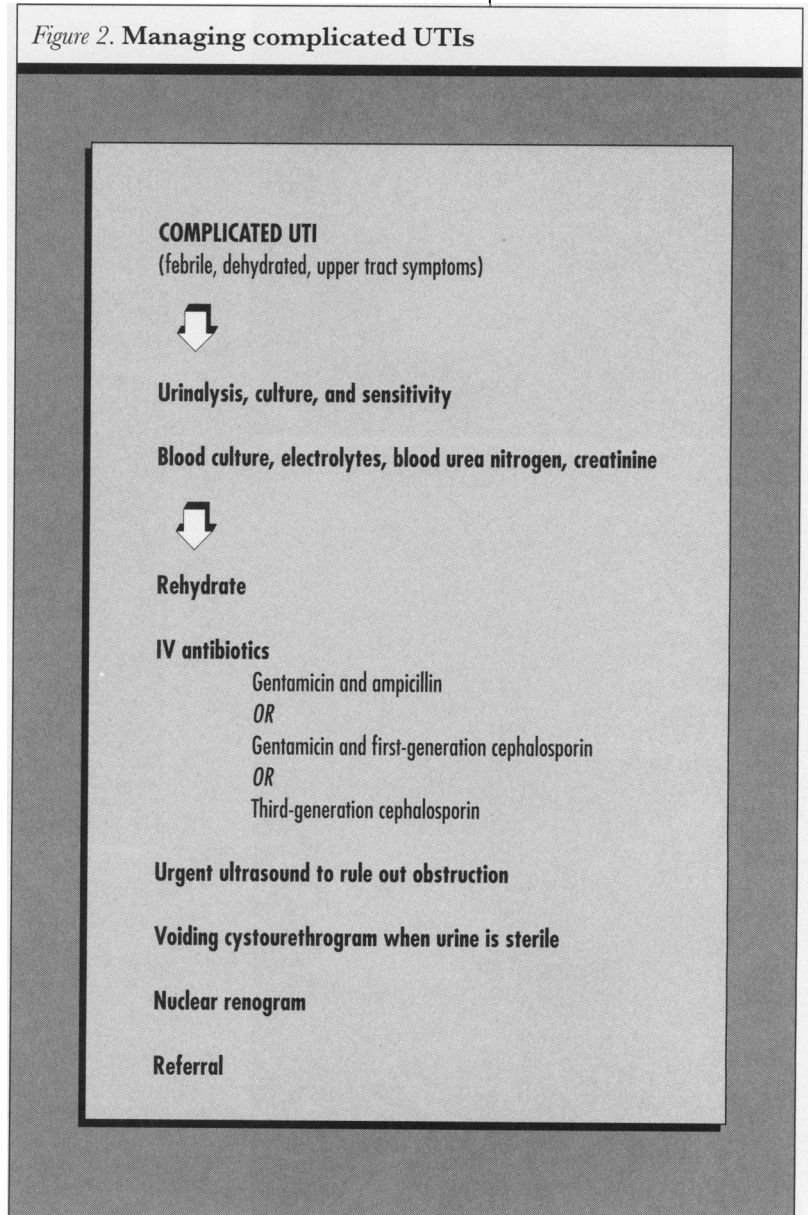 Figure 2. Managing complicated UTIs
COMPLICATED UTI
(febrile, dehydrated, upper tract symptoms)
Urinalysis, culture, and sensitivity
Blood culture, electrolytes, blood urea nitrogen, creatinine
Rehydrate
IV antibiotics
Gentamicin and ampicillin
OR
Gentamicin and first-generation cephalosporin
OR
Third-generation cephalosporin
Urgent ultrasound to rule out obstruction
Voiding cystourethrogram when urine is sterile
Nuclear renogram
Referral